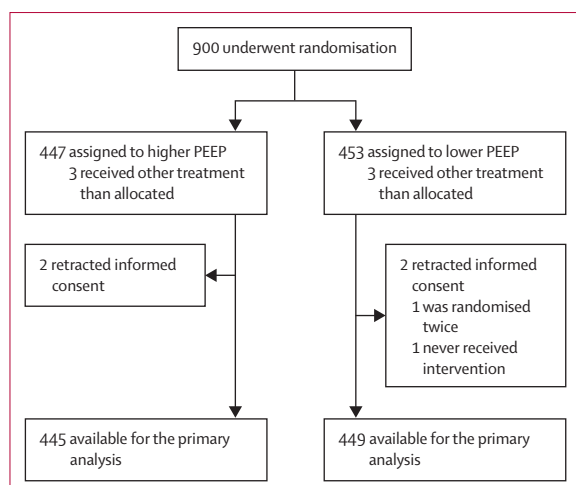 900 underwent randomisation
447 assigned to higher PEEP
3 received other treatment
than allocated
453 assigned to lower PEEP
3 received other treatment
than allocated
2 retracted informed
consent
2 retracted informed
consent
1 was randomised
twice
1 never received
intervention
445 available for the primary
analysis
449 available for the primary
analysis